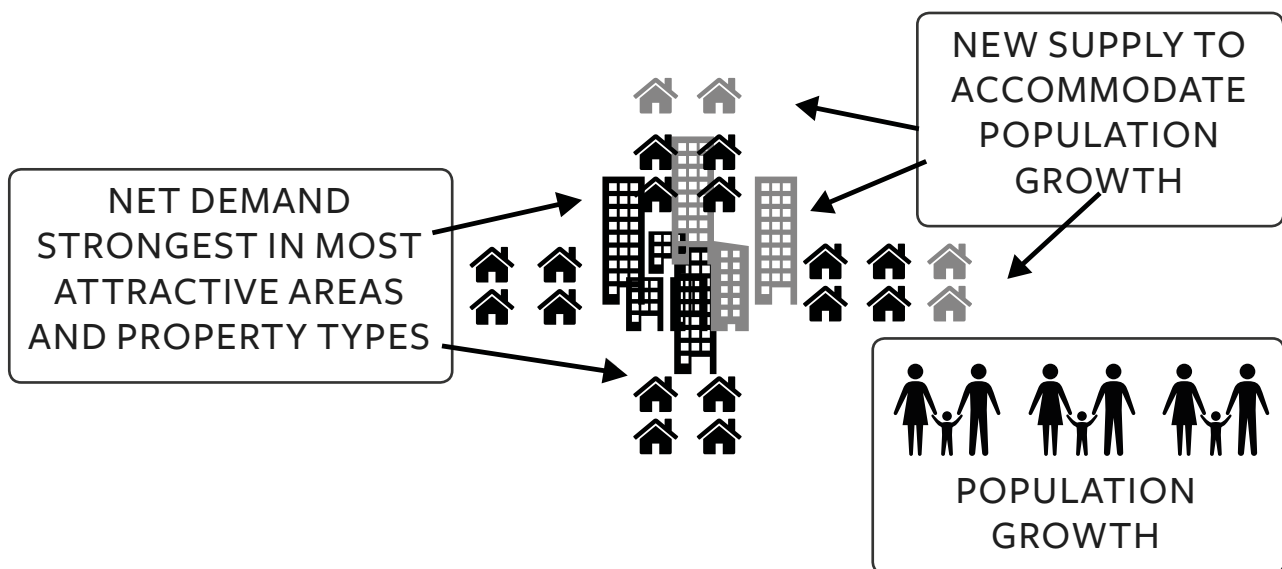 NEW SUPPLY TO
ACCOMMODATE
POPULATION
GROWTH
NET DEMAND
STRONGEST IN MOST
ATTRACTIVE AREAS
AND PROPERTY TYPES
POPULATION
GROWTH